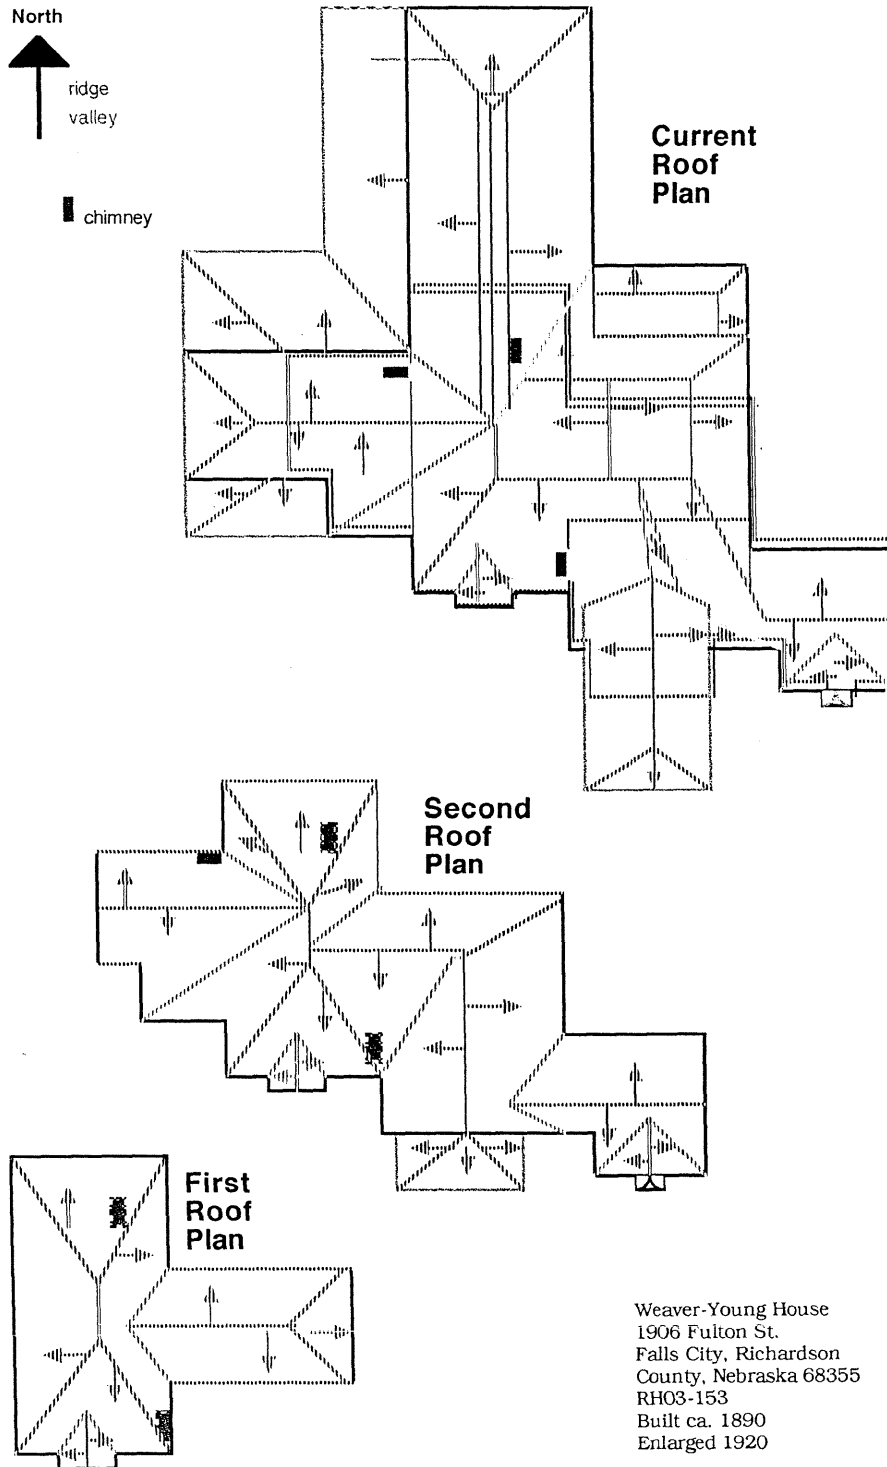 North
ridge
valley
chimney
Current
Roof
Plan
Second
Roof
Plan
First
Roof
Plan
Weaver-Young House
1906 Fulton St.
Falls City, Richardson
County, Nebraska 68355
RH03-153
Built ca. 1890
Enlarged 1920